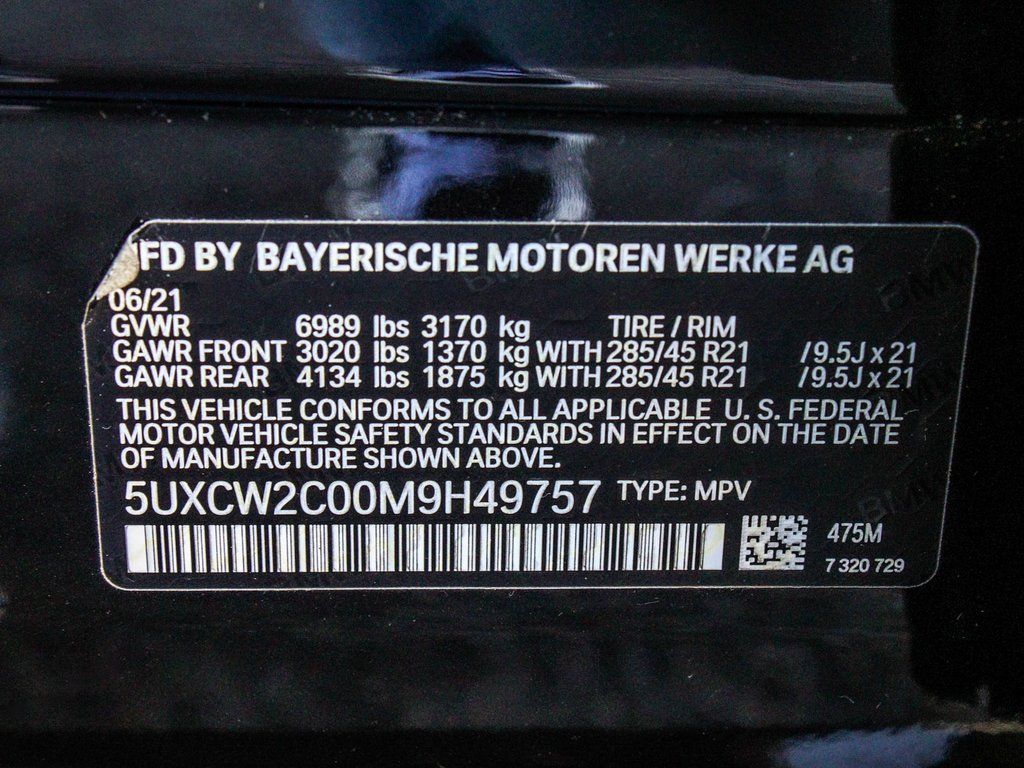 MFD BY BAYERISCHE MOTOREN WERKE AG
06/21
GVWR 6989 lbs 3170 kg TIRE / RIM
GAWR FRONT 3020 lbs 1370 kg WITH 285/45 R21 / 9.5J x 21
GAWR REAR 4134 lbs 1875 kg WITH 285/45 R21 / 9.5J x 21
THIS VEHICLE CONFORMS TO ALL APPLICABLE U. S. FEDERAL
MOTOR VEHICLE SAFETY STANDARDS IN EFFECT ON THE DATE
OF MANUFACTURE SHOWN ABOVE.
5UXCW2C00M9H49757 TYPE: MPV
475M
7 320 729